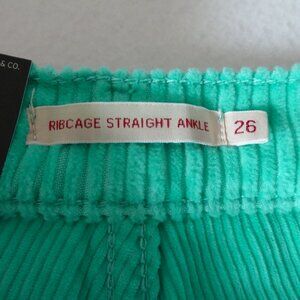 & CO.
RIBCAGE STRAIGHT ANKLE 26